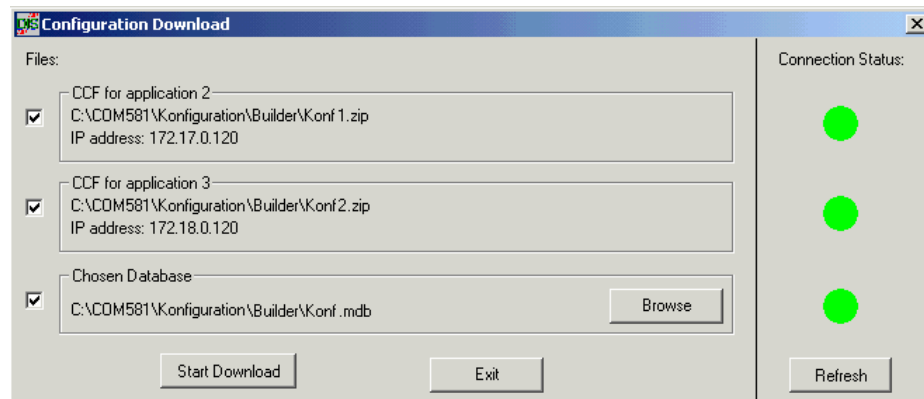 DJS Configuration Download
Files:
Connection Status:
CCF for application 2
C:\COM581\Konfiguration\Builder\Konf1.zip
IP address: 172.17.0.120
CCF for application 3
C:\COM581\Konfiguration\Builder\Konf2.zip
IP address: 172.18.0.120
Chosen Database
C:\COM581\Konfiguration\Builder\Konf.mdb
Browse
Start Download
Exit
Refresh